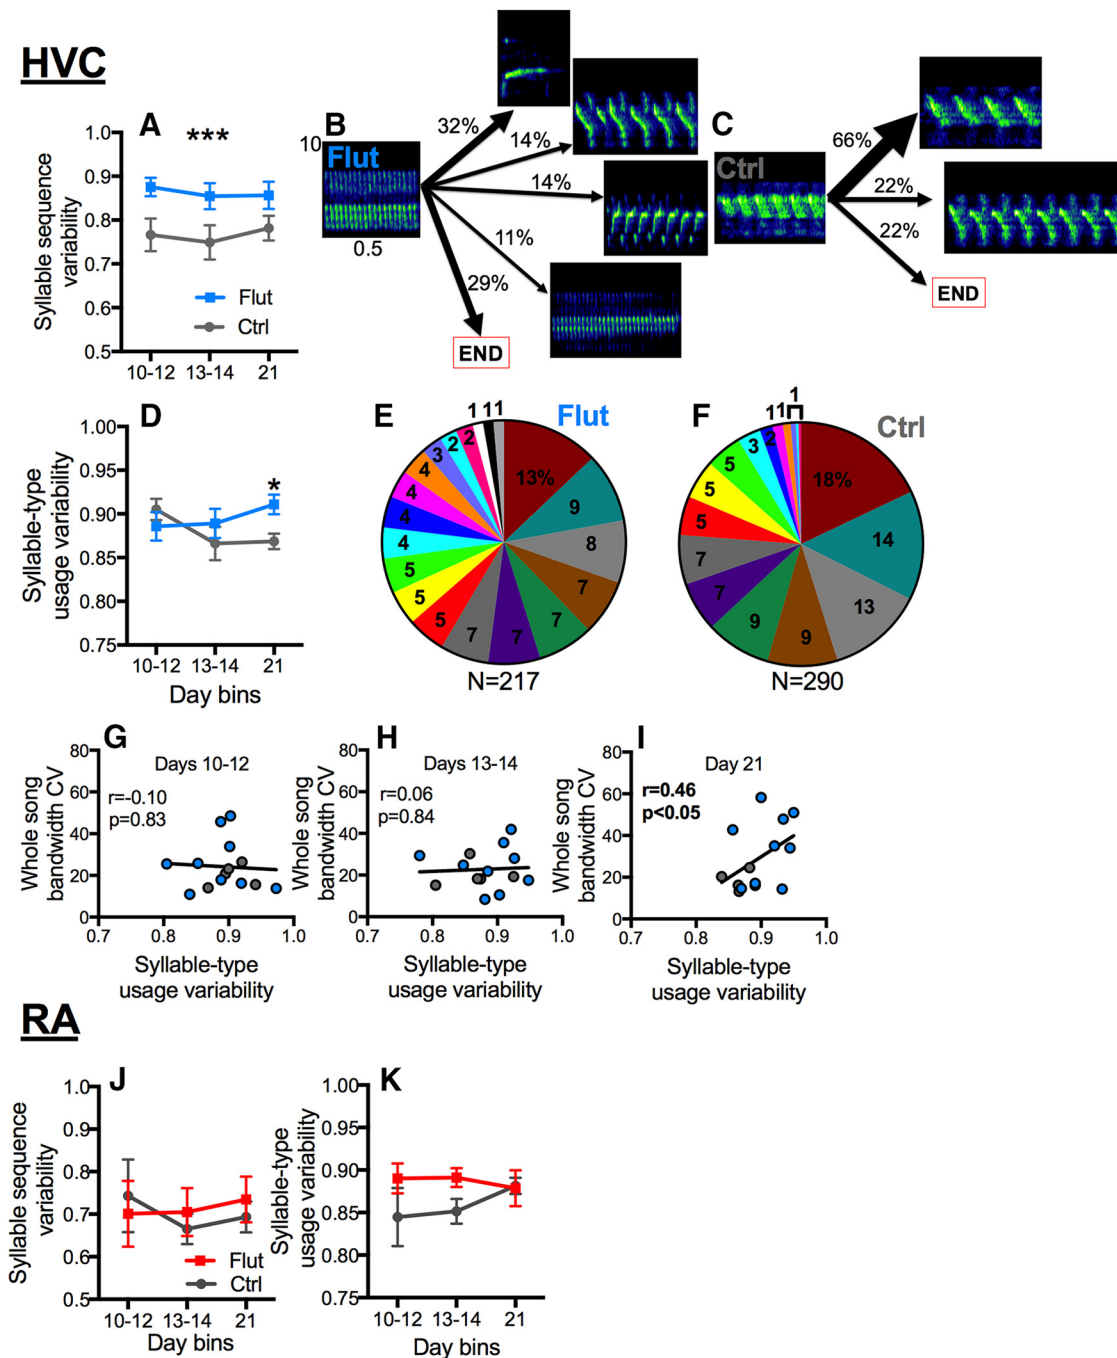 HVC
A
***
Syllable sequence
variability
1.0
0.9
0.8
0.7
0.6
0.5
Flut
Ctrl
10-12
13-14
21
B
10
Flut
0.5
32%
14%
14%
11%
29%
END
C
Ctrl
66%
22%
22%
END
D
*
Syllable-type
usage variability
1.00
0.95
0.90
0.85
0.80
0.75
10-12
13-14
21
Day bins
E
Flut
13%
9
8
7
7
7
7
5
5
5
4
4
4
4
3
2
2
1
1
1
N=217
F
Ctrl
18%
14
13
9
9
7
7
5
5
5
3
2
1
1
1
N=290
G
Days 10-12
r=-0.10
p=0.83
Whole song
bandwidth CV
80
60
40
20
0
0.7
0.8
0.9
1.0
Syllable-type
usage variability
H
Days 13-14
r=0.06
p=0.84
Whole song
bandwidth CV
80
60
40
20
0
0.7
0.8
0.9
1.0
Syllable-type
usage variability
I
Day 21
r=0.46
p<0.05
Whole song
bandwidth CV
80
60
40
20
0
0.7
0.8
0.9
1.0
Syllable-type
usage variability
RA
J
Syllable sequence
variability
1.0
0.9
0.8
0.7
0.6
0.5
Flut
Ctrl
10-12
13-14
21
Day bins
K
Syllable-type
usage variability
1.00
0.95
0.90
0.85
0.80
0.75
10-12
13-14
21
Day bins